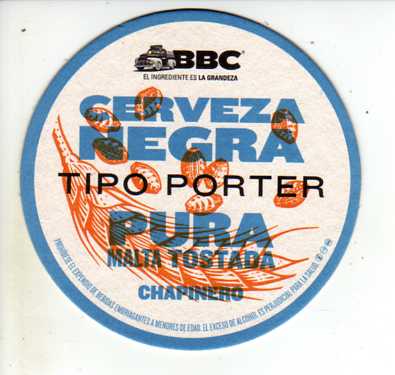 BBC
EL INGREDIENTE ES LA GRANDEZA
CERVEZA
NEGRA
TIPO PORTER
PURA
MALTA TOSTADA
CHAPINERO
PROHÍBESE EL EXPENDIO DE BEBIDAS EMBRIAGANTES A MENORES DE EDAD. EL EXCESO DE ALCOHOL ES PERJUDICIAL PARA LA SALUD.